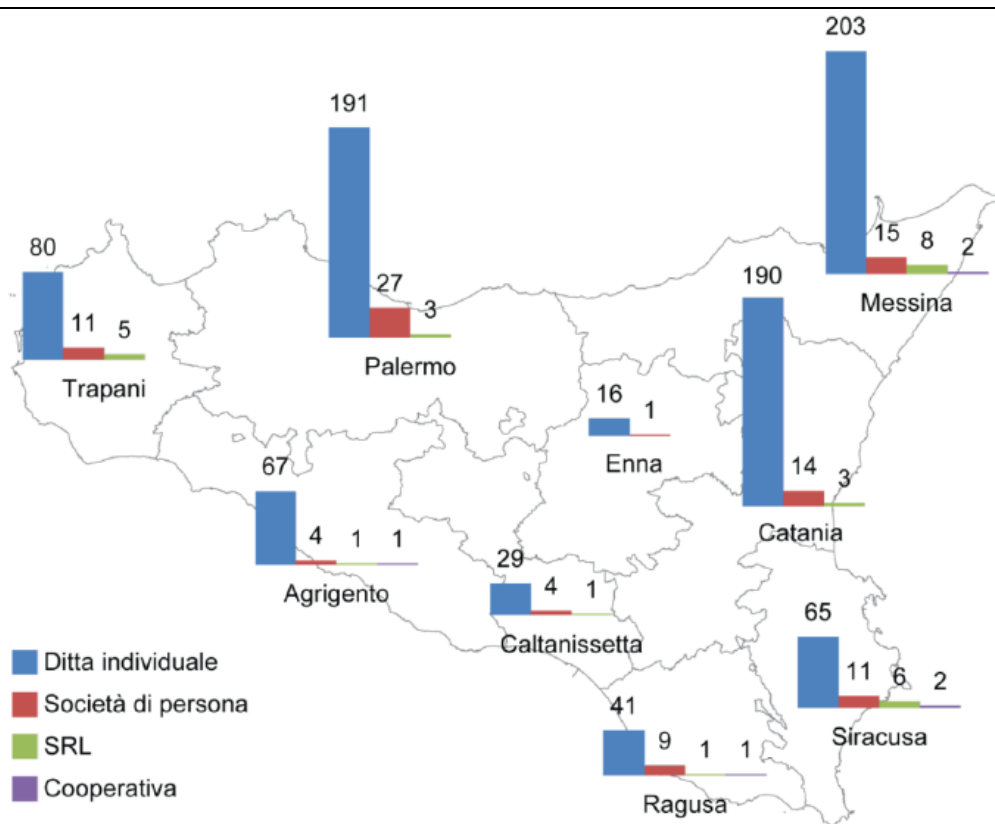 203
15 8 2
Messina
191
27 3
Palermo
80
11 5
Trapani
190
14 3
Catania
16 1
Enna
67
4 1 1
Agrigento
29 4 1
Caltanissetta
65
11 6 2
Siracusa
41
9 1 1
Ragusa
Ditta individuale
Società di persona
SRL
Cooperativa